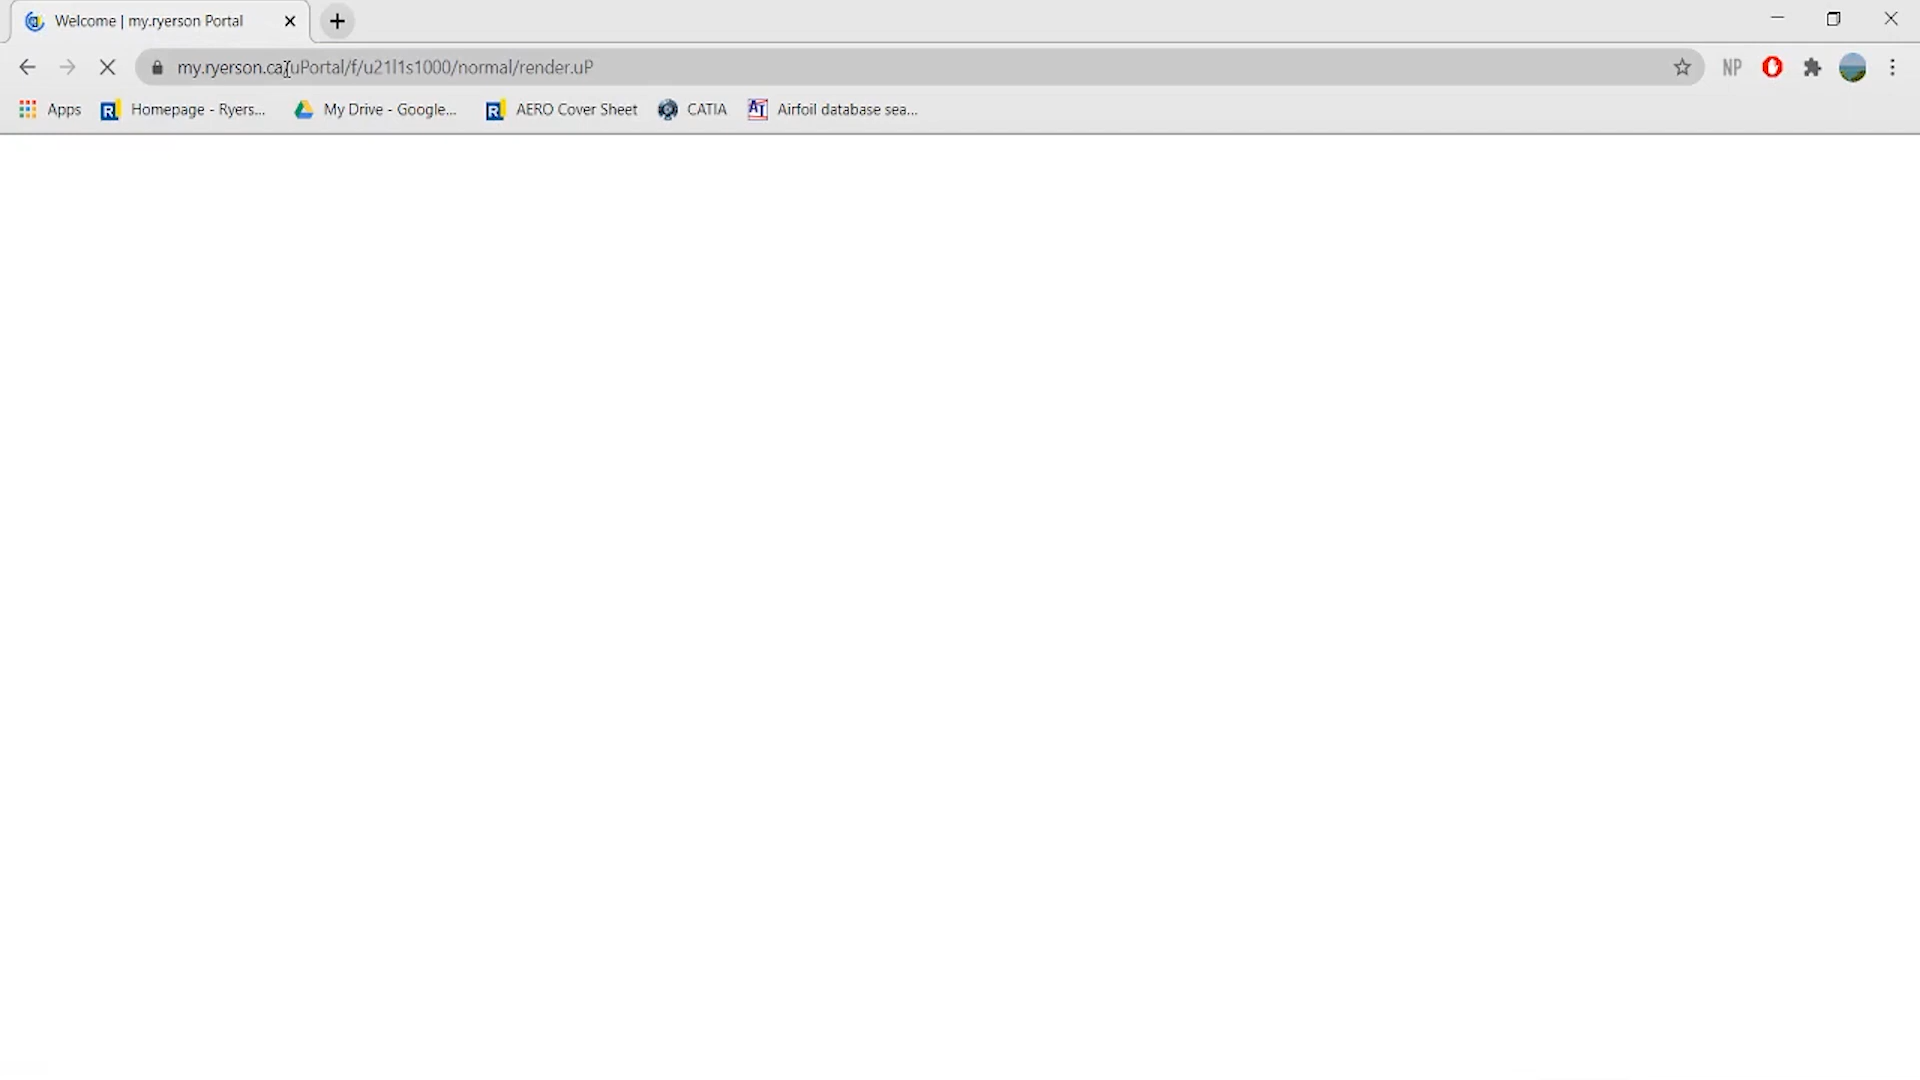 Welcome | my.ryerson Portal
my.ryerson.ca/uPortal/f/u21l1s1000/normal/render.uP
NP
Apps
Homepage - Ryers...
My Drive - Google...
AERO Cover Sheet
CATIA
Airfoil database sea...